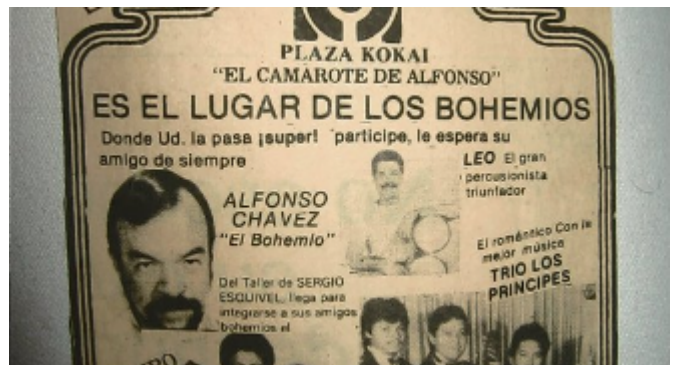 PLAZA KOKAI
"EL CAMAROTE DE ALFONSO"
ES EL LUGAR DE LOS BOHEMIOS
Donde Ud. la pasa ¡super! participe, le espera su
amigo de siempre
LEO El gran
percusionista
triunfador
ALFONSO
CHAVEZ
"El Bohemio"
El romántico Con la
mejor música
TRIO LOS
PRINCIPES
Del Taller de SERGIO
ESQUIVEL, llega para
integrarse a sus amigos
bohemios el